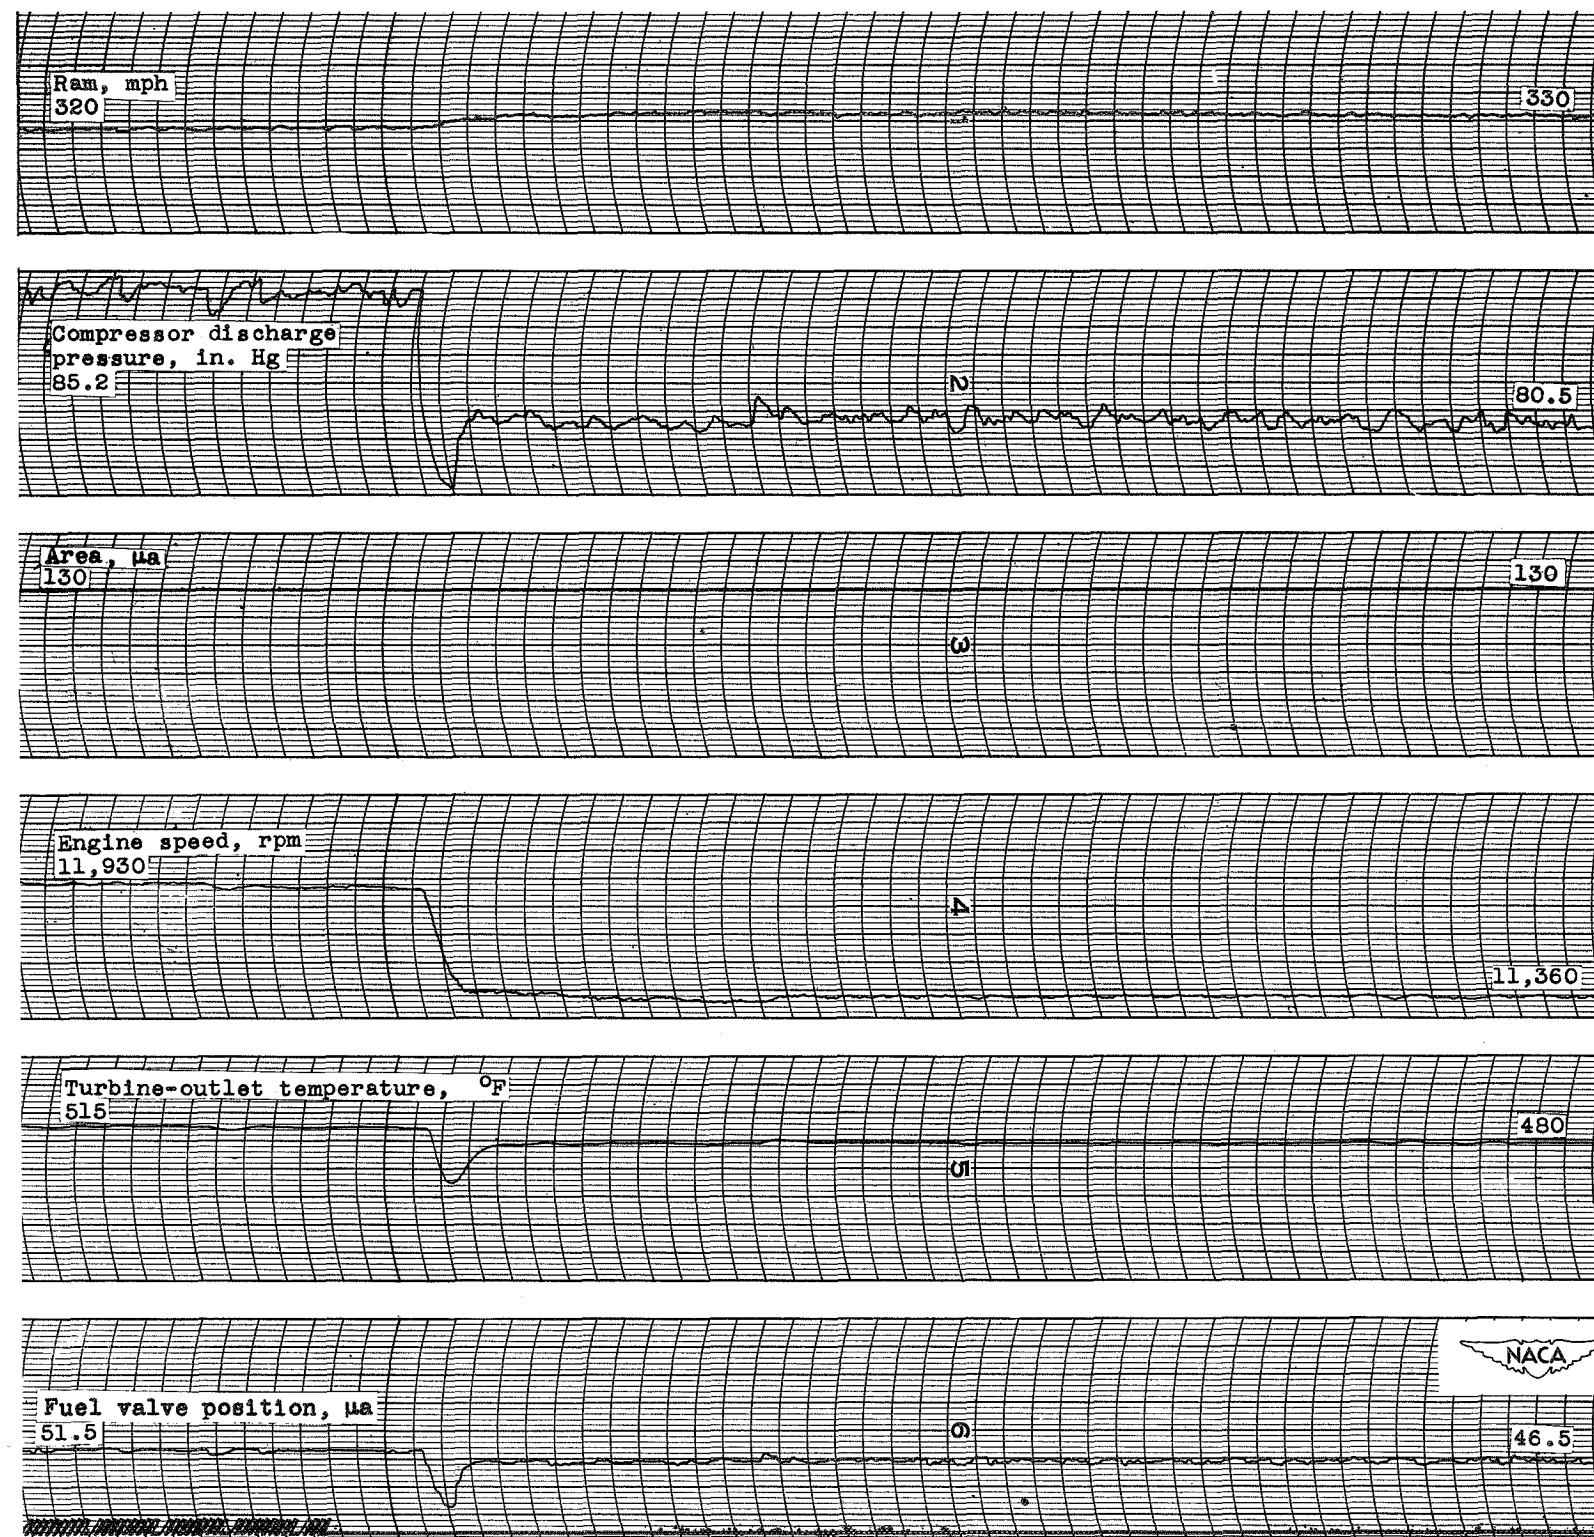 Ram, mph
320
330
Compressor discharge
pressure, in. Hg
85.2
2
80.5
Area, μa
130
130
3
Engine speed, rpm
11,930
4
11,360
Turbine-outlet temperature, °F
515
480
5
NACA
Fuel valve position, μa
51.5
6
46.5